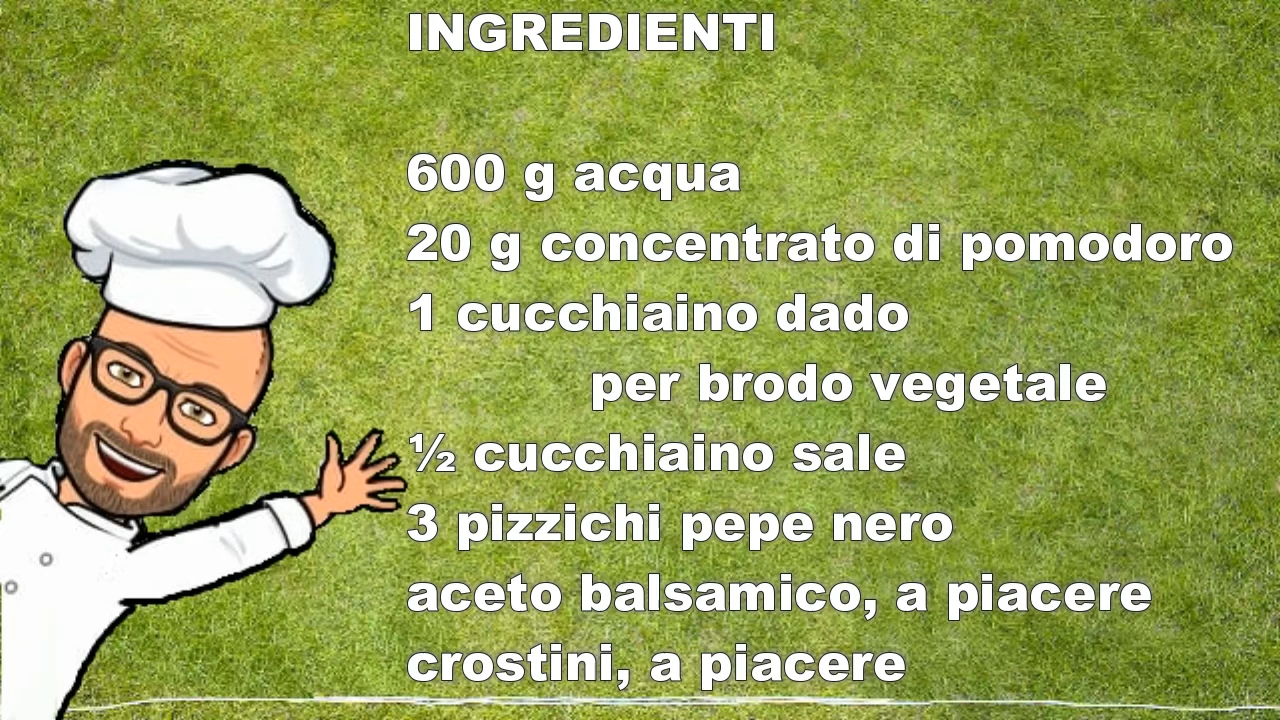 INGREDIENTI
600 g acqua
20 g concentrato di pomodoro
1 cucchiaino dado
per brodo vegetale
½ cucchiaino sale
3 pizzichi pepe nero
aceto balsamico, a piacere
crostini, a piacere